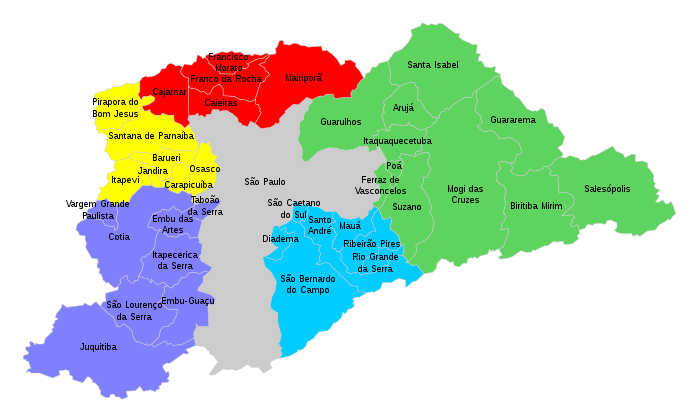 Francisco
Morato
Franco da Rocha
Mairiporã
Cajamar
Caieiras
Santa Isabel
Pirapora do
Bom Jesus
Arujá
Guarulhos
Guararema
Santana de Parnaíba
Itaquaquecetuba
Barueri
Jandira
Osasco
Itapevi
Carapicuíba
São Paulo
Poá
Ferraz de
Vasconcelos
Mogi das
Cruzes
Salesópolis
Suzano
Biritiba Mirim
Vargem Grande
Paulista
Taboão
da Serra
São Caetano
do Sul
Embu das
Artes
Santo
André
Mauá
Cotia
Diadema
Ribeirão Pires
Itapecerica
da Serra
Rio Grande
da Serra
São Bernardo
do Campo
São Lourenço
da Serra
Embu-Guaçu
Juquitiba